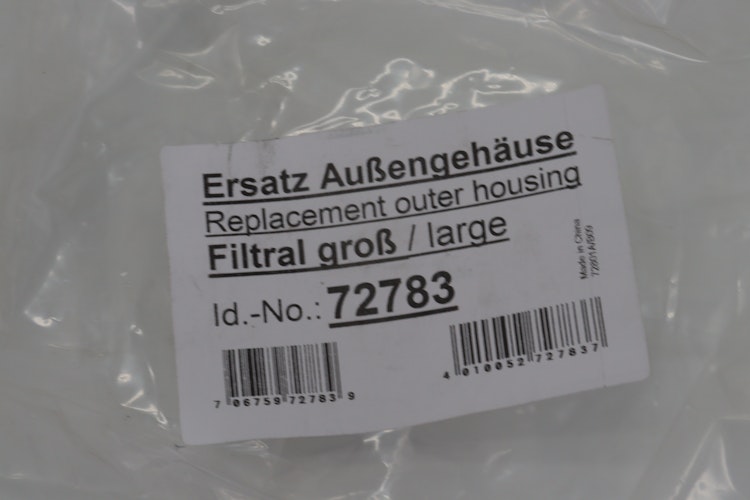 Ersatz Außengehäuse
Replacement outer housing
Filtral groß / large
Id.-No.: 72783
Made in China
7 06759 72783 9
4 010052 727837